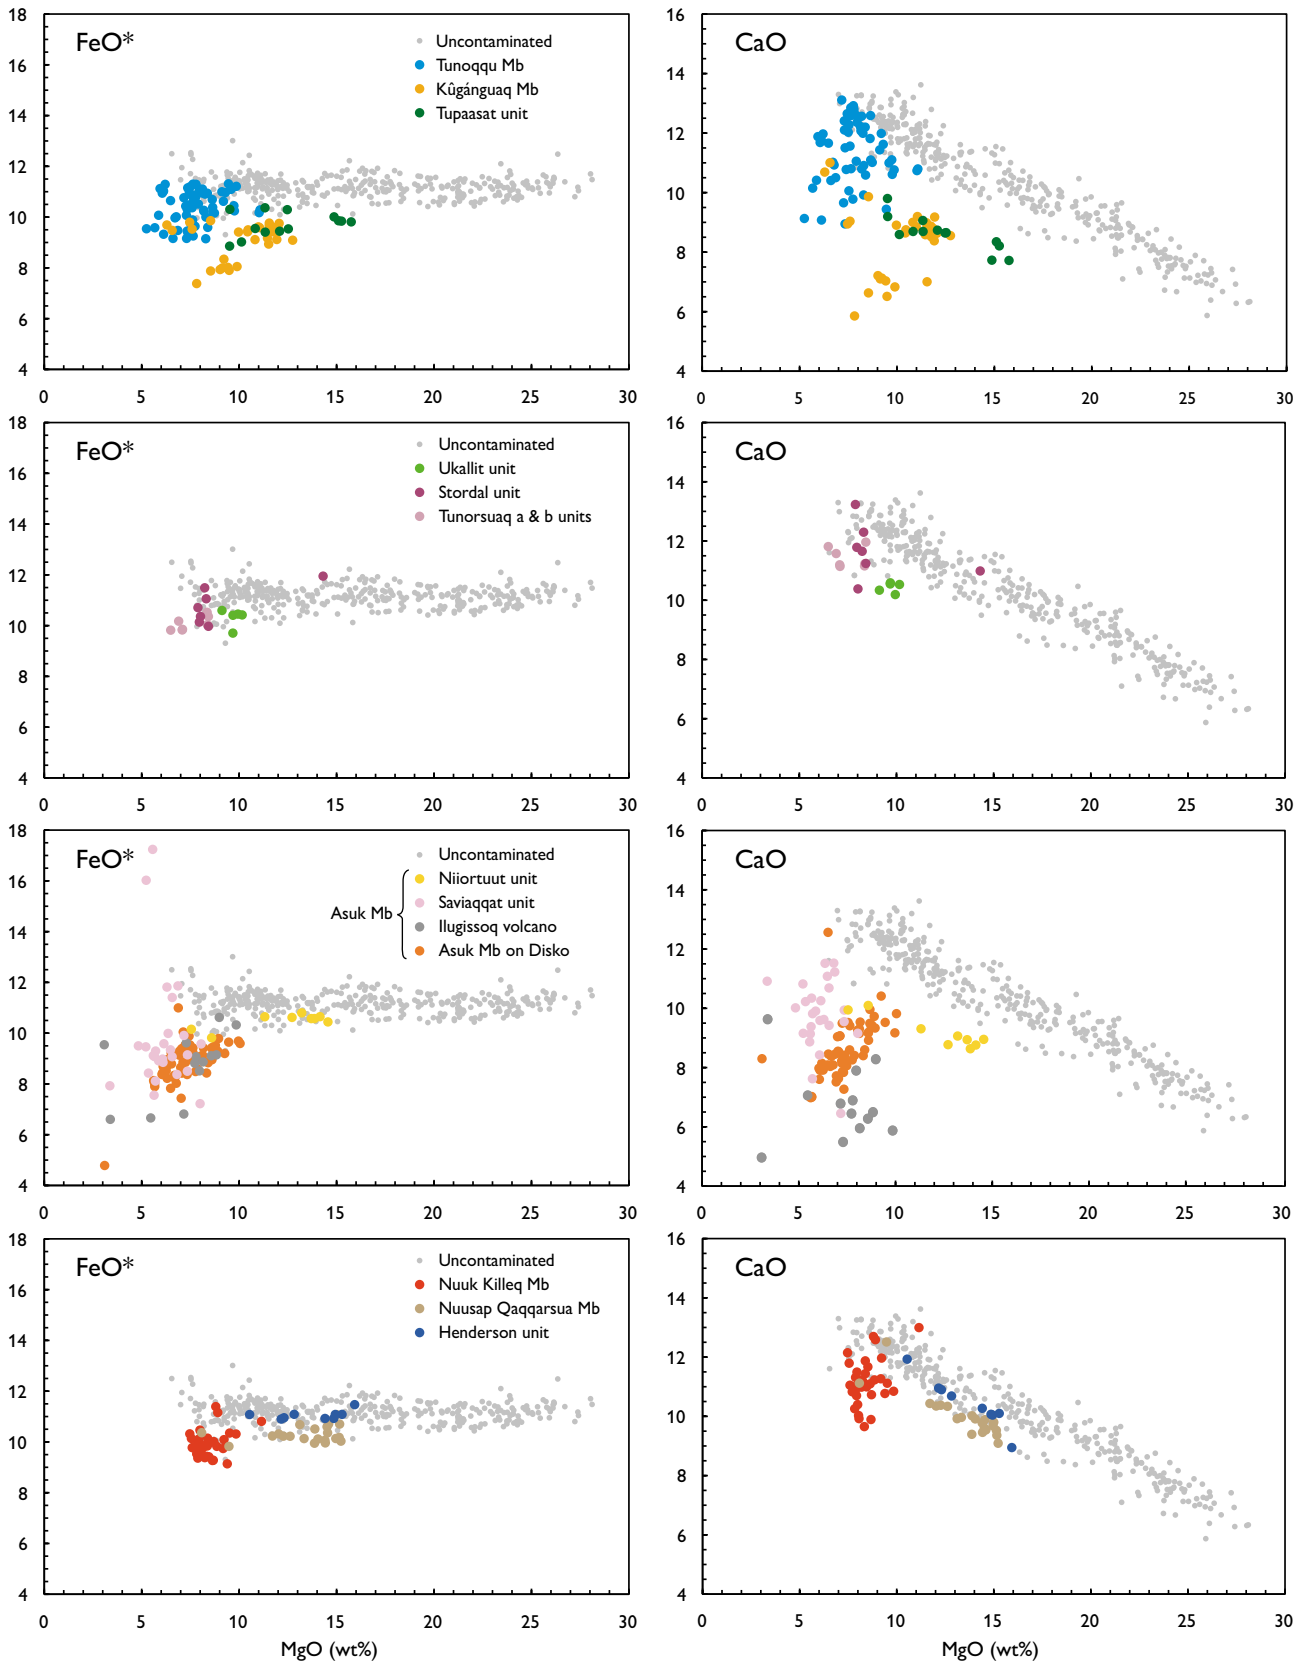 FeO*
Uncontaminated
Tunoqqu Mb
Kûgánguaq Mb
Tupaasat unit
18
16
14
12
10
8
6
4
0 5 10 15 20 25 30
CaO
16
14
12
10
8
6
4
0 5 10 15 20 25 30
FeO*
Uncontaminated
Ukallit unit
Stordal unit
Tunorsuaq a & b units
18
16
14
12
10
8
6
4
0 5 10 15 20 25 30
CaO
16
14
12
10
8
6
4
0 5 10 15 20 25 30
FeO*
Uncontaminated
Asuk Mb
Niiortuut unit
Saviaqqat unit
Ilugissoq volcano
Asuk Mb on Disko
18
16
14
12
10
8
6
4
0 5 10 15 20 25 30
CaO
16
14
12
10
8
6
4
0 5 10 15 20 25 30
FeO*
Uncontaminated
Nuuk Killeq Mb
Nuusap Qaqqarsua Mb
Henderson unit
18
16
14
12
10
8
6
4
0 5 10 15 20 25 30
MgO (wt%)
CaO
16
14
12
10
8
6
4
0 5 10 15 20 25 30
MgO (wt%)